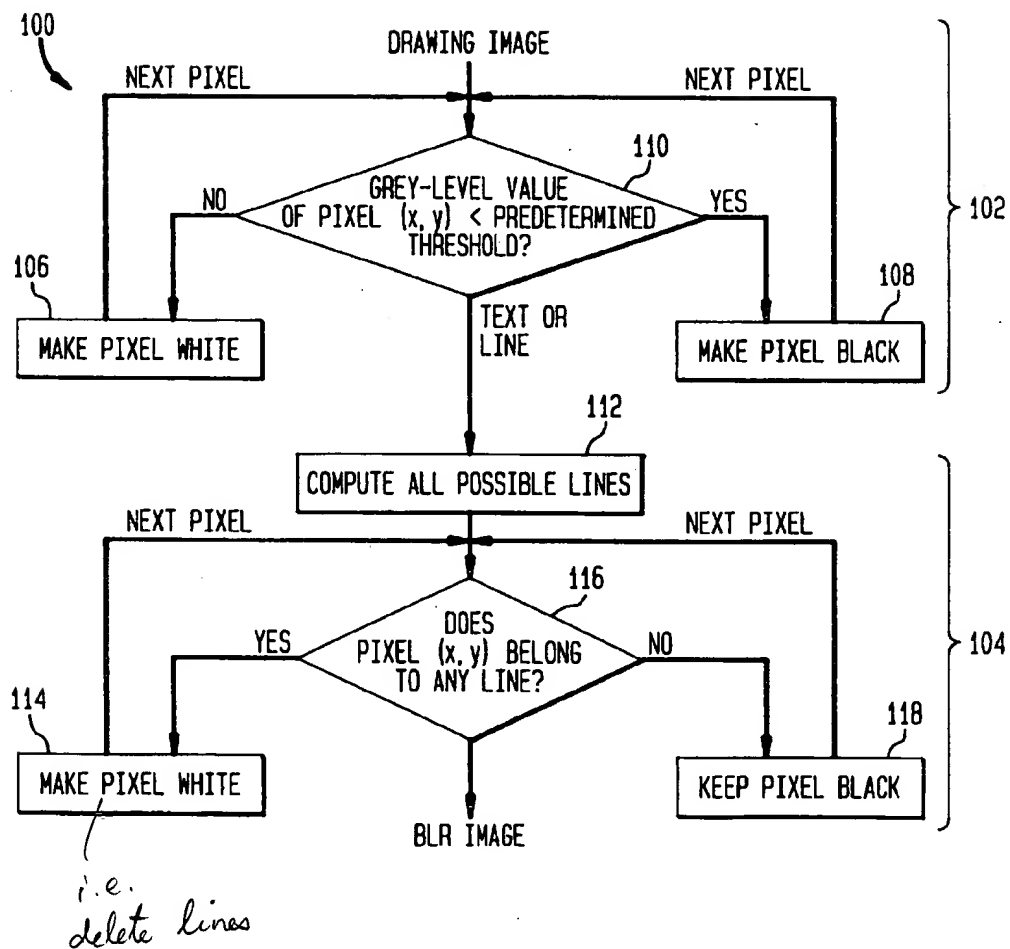 100
DRAWING IMAGE
NEXT PIXEL
NEXT PIXEL
110
GREY-LEVEL VALUE
OF PIXEL (x, y) < PREDETERMINED
THRESHOLD?
NO
YES
102
106
MAKE PIXEL WHITE
108
MAKE PIXEL BLACK
TEXT OR
LINE
112
COMPUTE ALL POSSIBLE LINES
NEXT PIXEL
NEXT PIXEL
116
DOES
PIXEL (x, y) BELONG
TO ANY LINE?
YES
NO
104
114
MAKE PIXEL WHITE
118
KEEP PIXEL BLACK
BLR IMAGE
i.e.
delete lines